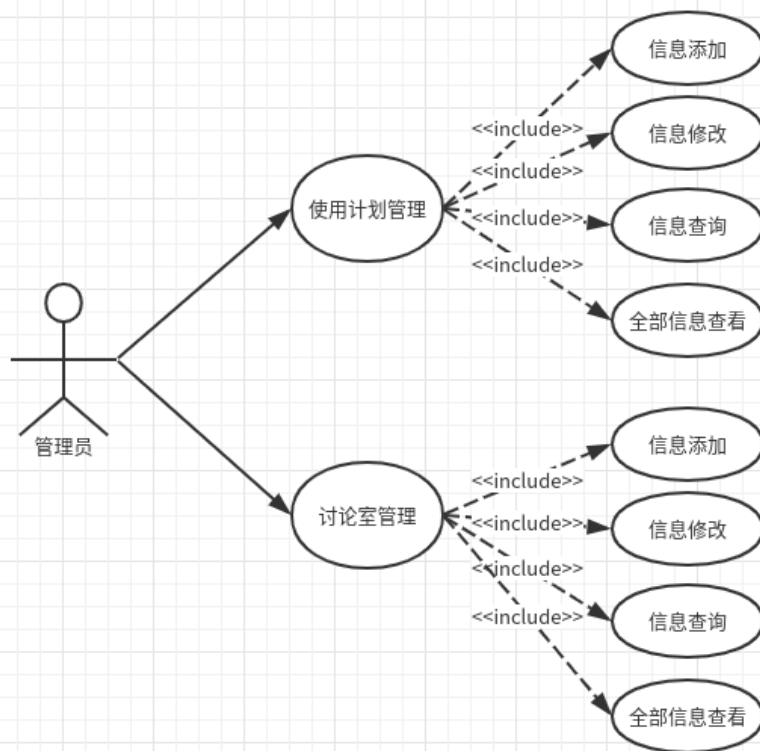 信息添加
<<include>>
信息修改
<<include>>
使用计划管理
<<include>>
信息查询
<<include>>
全部信息查看
管理员
信息添加
<<include>>
讨论室管理
<<include>>
信息修改
<<include>>
信息查询
<<include>>
全部信息查看